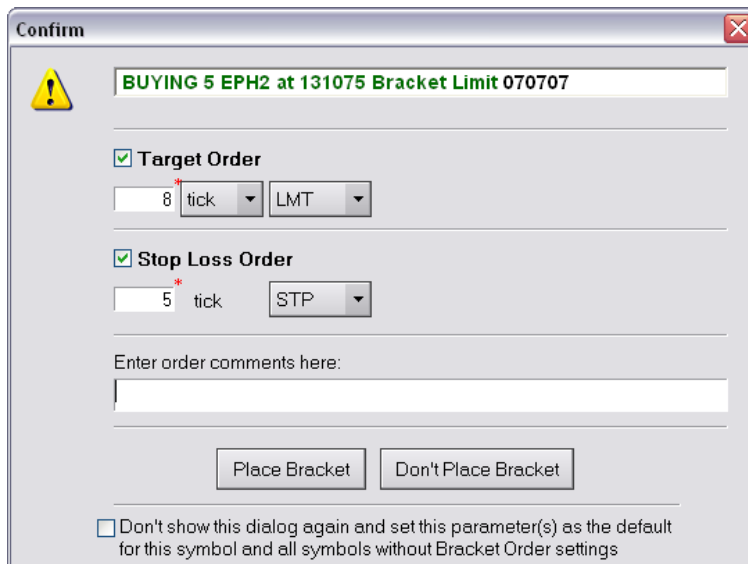 Confirm
BUYING 5 EPH2 at 131075 Bracket Limit 070707
Target Order
8 * tick LMT
Stop Loss Order
5 * tick STP
Enter order comments here:
Place Bracket Don't Place Bracket
Don't show this dialog again and set this parameter(s) as the default
for this symbol and all symbols without Bracket Order settings